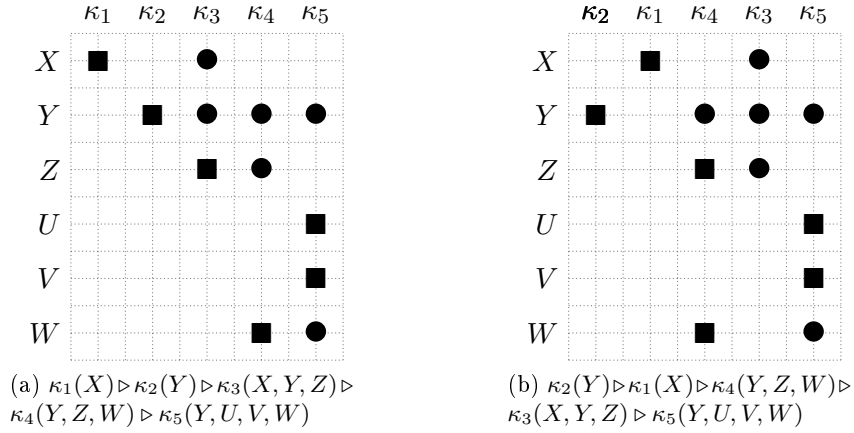 κ₁ κ₂ κ₃ κ₄ κ₅
X
Y
Z
U
V
W
(a) κ₁(X) ▷ κ₂(Y) ▷ κ₃(X, Y, Z) ▷
κ₄(Y, Z, W) ▷ κ₅(Y, U, V, W)
κ₂ κ₁ κ₄ κ₃ κ₅
X
Y
Z
U
V
W
(b) κ₂(Y) ▷ κ₁(X) ▷ κ₄(Y, Z, W) ▷
κ₃(X, Y, Z) ▷ κ₅(Y, U, V, W)